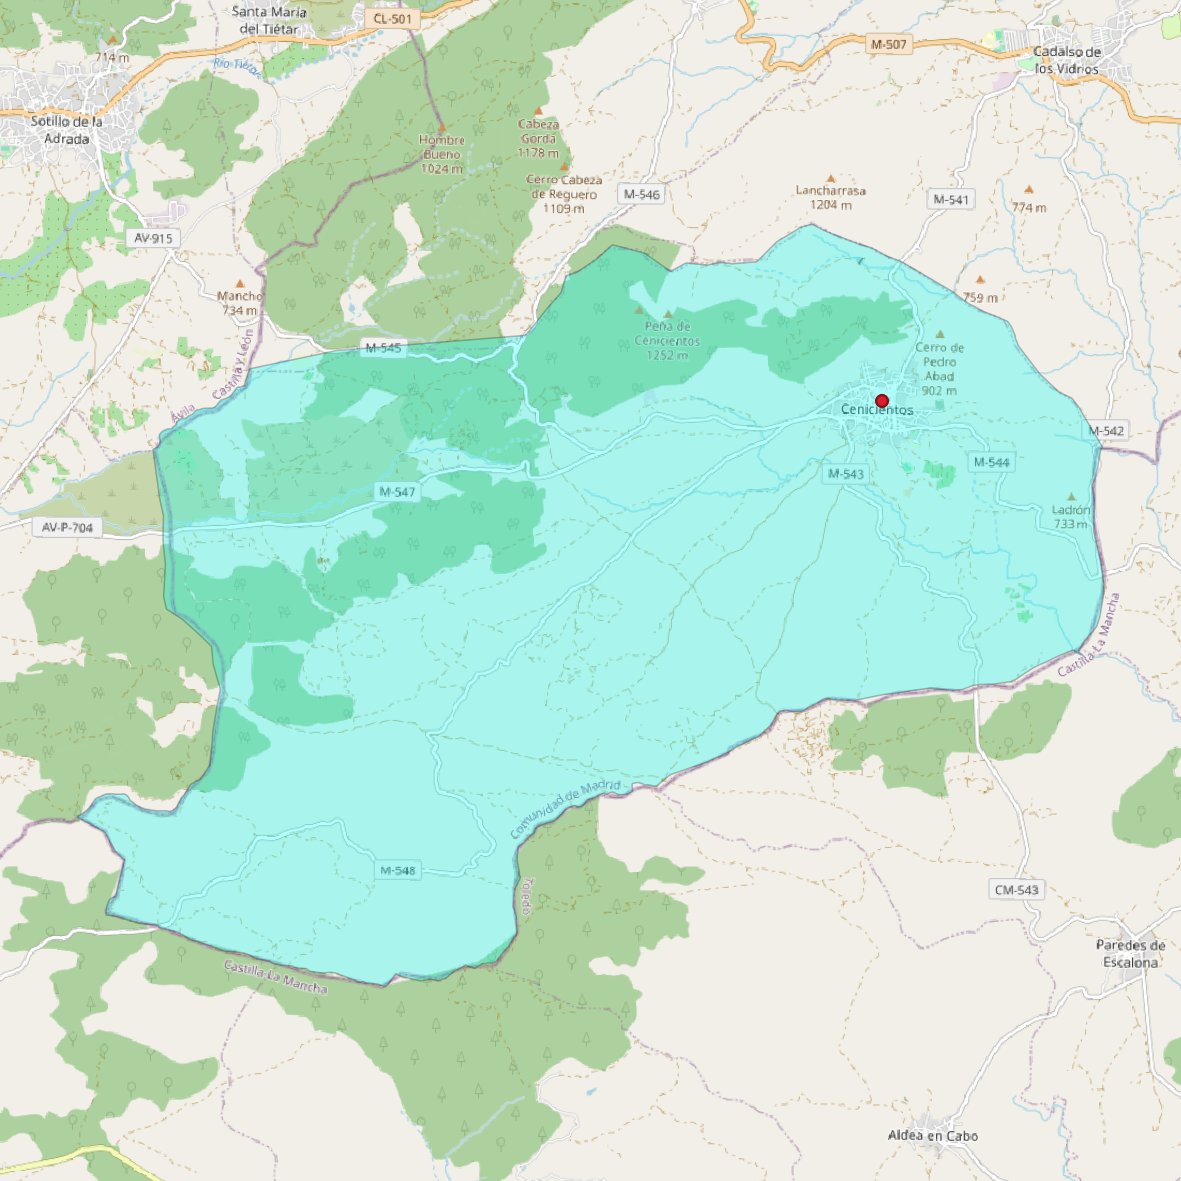 Santa María
del Tiétar
CL-501
M-507
Cadalso de
los Vidrios
714 m
Río Tiétar
Sotillo de la
Adrada
Hombre
Bueno
1024 m
Cabeza
Gorda
1178 m
Cerro Cabeza
de Reguero
1109 m
M-546
Lancharrasa
1204 m
M-541
774 m
AV-915
Mancho
734 m
759 m
Peña de
Cenicientos
1252 m
M-545
Cerro de
Pedro
Abad
902 m
Ávila
Castilla y León
Cenicientos
M-542
M-543
M-544
M-547
Ladrón
733 m
AV-P-704
Castilla-La Mancha
Comunidad de Madrid
M-548
Toledo
CM-543
Paredes de
Escalona
Castilla-La Mancha
Aldea en Cabo